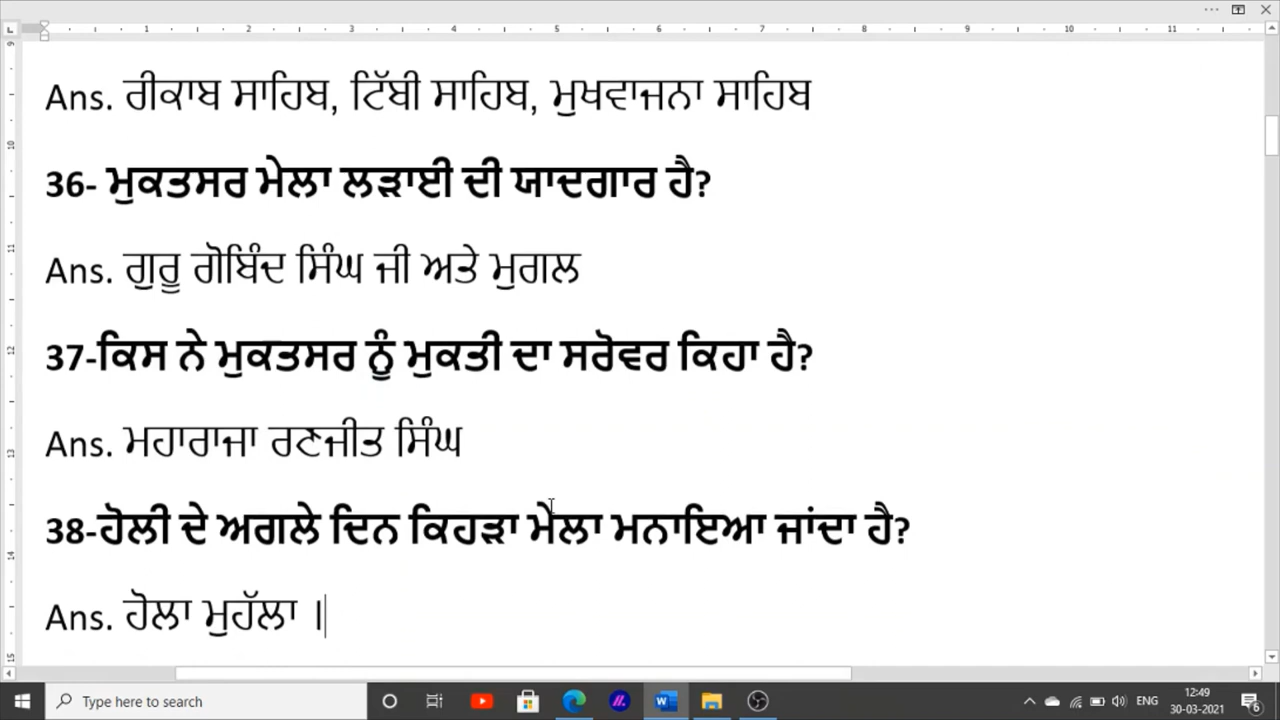 Ans. ਰੀਕਾਬ ਸਾਹਿਬ, ਟਿੱਬੀ ਸਾਹਿਬ, ਮੁਖਵਾਜਨਾ ਸਾਹਿਬ
36- ਮੁਕਤਸਰ ਮੇਲਾ ਲੜਾਈ ਦੀ ਯਾਦਗਾਰ ਹੈ?
Ans. ਗੁਰੂ ਗੋਬਿੰਦ ਸਿੰਘ ਜੀ ਅਤੇ ਮੁਗਲ
37-ਕਿਸ ਨੇ ਮੁਕਤਸਰ ਨੂੰ ਮੁਕਤੀ ਦਾ ਸਰੋਵਰ ਕਿਹਾ ਹੈ?
Ans. ਮਹਾਰਾਜਾ ਰਣਜੀਤ ਸਿੰਘ
38-ਹੋਲੀ ਦੇ ਅਗਲੇ ਦਿਨ ਕਿਹੜਾ ਮੇਲਾ ਮਨਾਇਆ ਜਾਂਦਾ ਹੈ?
Ans. ਹੋਲਾ ਮੁਹੱਲਾ ।
Type here to search
ENG
12:49
30-03-2021